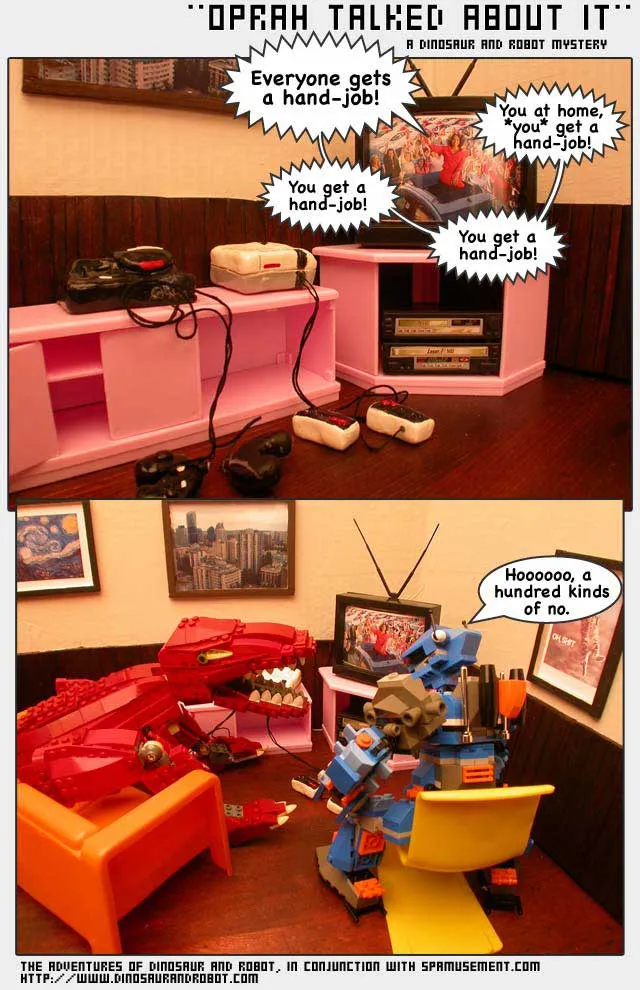 ¨OPRAH TALKED ABOUT IT¨
A DINOSAUR AND ROBOT MYSTERY
Everyone gets
a hand-job!
You at home,
*you* get a
hand-job!
You get a
hand-job!
You get a
hand-job!
Hoooooo, a
hundred kinds
of no.
OH, SHIT
THE ADVENTURES OF DINOSAUR AND ROBOT, IN CONJUNCTION WITH SPAMUSEMENT.COM
HTTP://WWW.DINOSAURANDROBOT.COM